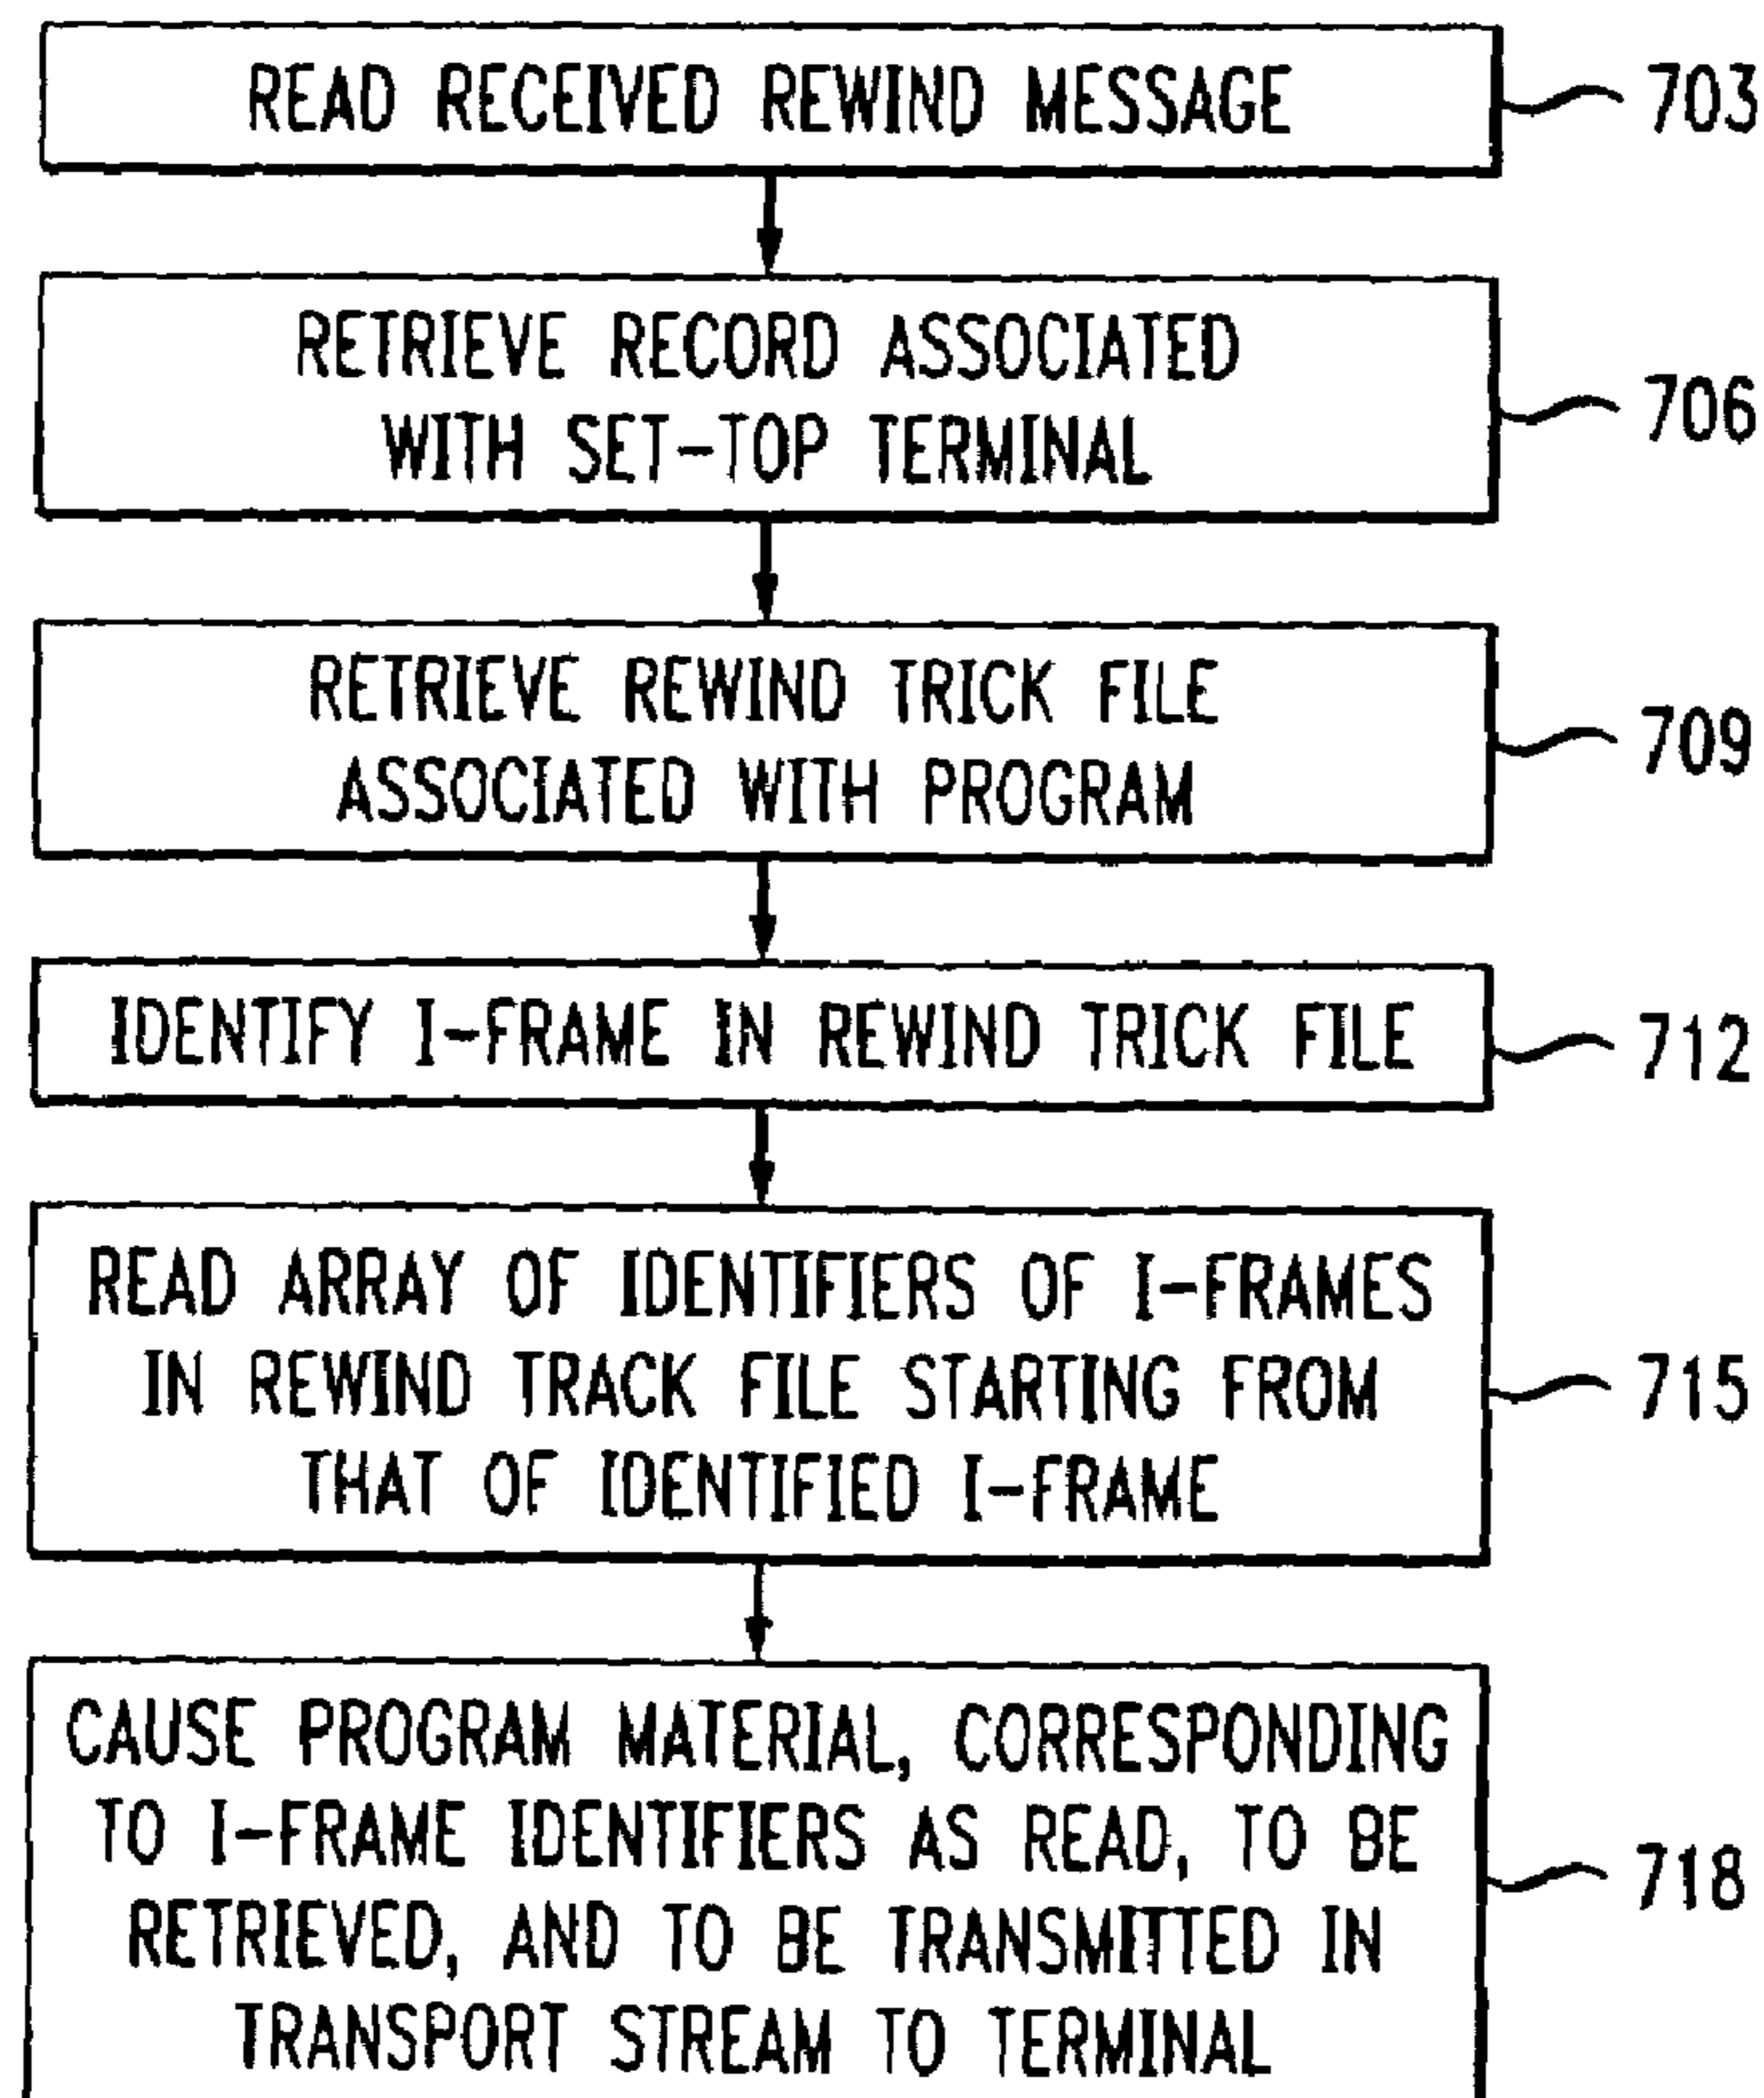 READ RECEIVED REWIND MESSAGE
703
RETRIEVE RECORD ASSOCIATED
WITH SET-TOP TERMINAL
706
RETRIEVE REWIND TRICK FILE
ASSOCIATED WITH PROGRAM
709
IDENTIFY I-FRAME IN REWIND TRICK FILE
712
READ ARRAY OF IDENTIFIERS OF I-FRAMES
IN REWIND TRACK FILE STARTING FROM
THAT OF IDENTIFIED I-FRAME
715
CAUSE PROGRAM MATERIAL, CORRESPONDING
TO I-FRAME IDENTIFIERS AS READ, TO BE
RETRIEVED, AND TO BE TRANSMITTED IN
TRANSPORT STREAM TO TERMINAL
718